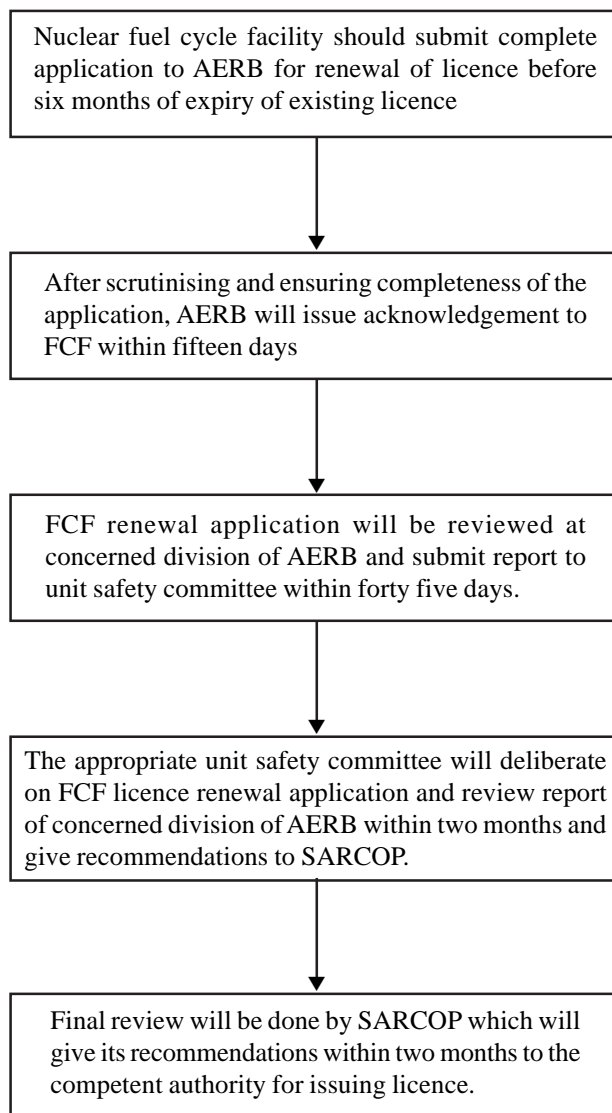 Nuclear fuel cycle facility should submit complete
application to AERB for renewal of licence before
six months of expiry of existing licence
After scrutinising and ensuring completeness of the
application, AERB will issue acknowledgement to
FCF within fifteen days
FCF renewal application will be reviewed at
concerned division of AERB and submit report to
unit safety committee within forty five days.
The appropriate unit safety committee will deliberate
on FCF licence renewal application and review report
of concerned division of AERB within two months and
give recommendations to SARCOP.
Final review will be done by SARCOP which will
give its recommendations within two months to the
competent authority for issuing licence.